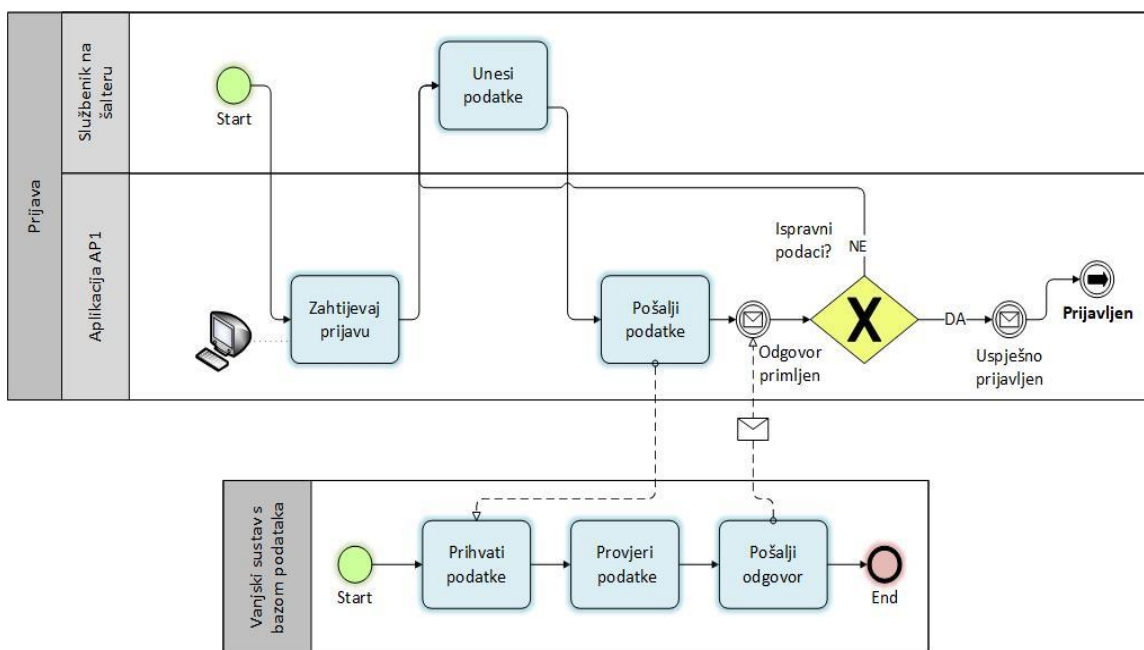 Prijava
Službenik na
šalteru
Start
Unesi
podatke
Aplikacija AP1
Zahtijevaj
prijavu
Pošalji
podatke
Odgovor
primljen
Ispravni
podaci?
NE
X
DA
Uspješno
prijavljen
Prijavljen
Vanjski sustav s
bazom podataka
Start
Prihvati
podatke
Provjeri
podatke
Pošalji
odgovor
End